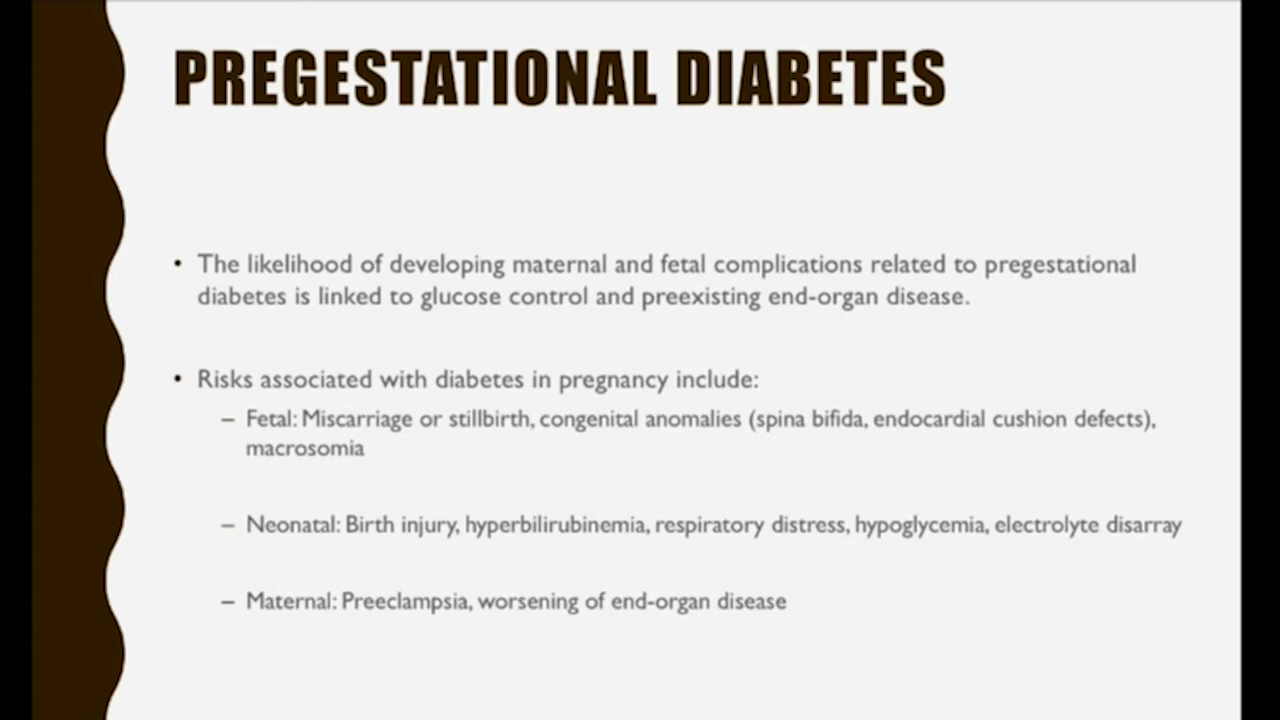 PREGESTATIONAL DIABETES
• The likelihood of developing maternal and fetal complications related to pregestational
diabetes is linked to glucose control and preexisting end-organ disease.
• Risks associated with diabetes in pregnancy include:
– Fetal: Miscarriage or stillbirth, congenital anomalies (spina bifida, endocardial cushion defects),
macrosomia
– Neonatal: Birth injury, hyperbilirubinemia, respiratory distress, hypoglycemia, electrolyte disarray
– Maternal: Preeclampsia, worsening of end-organ disease